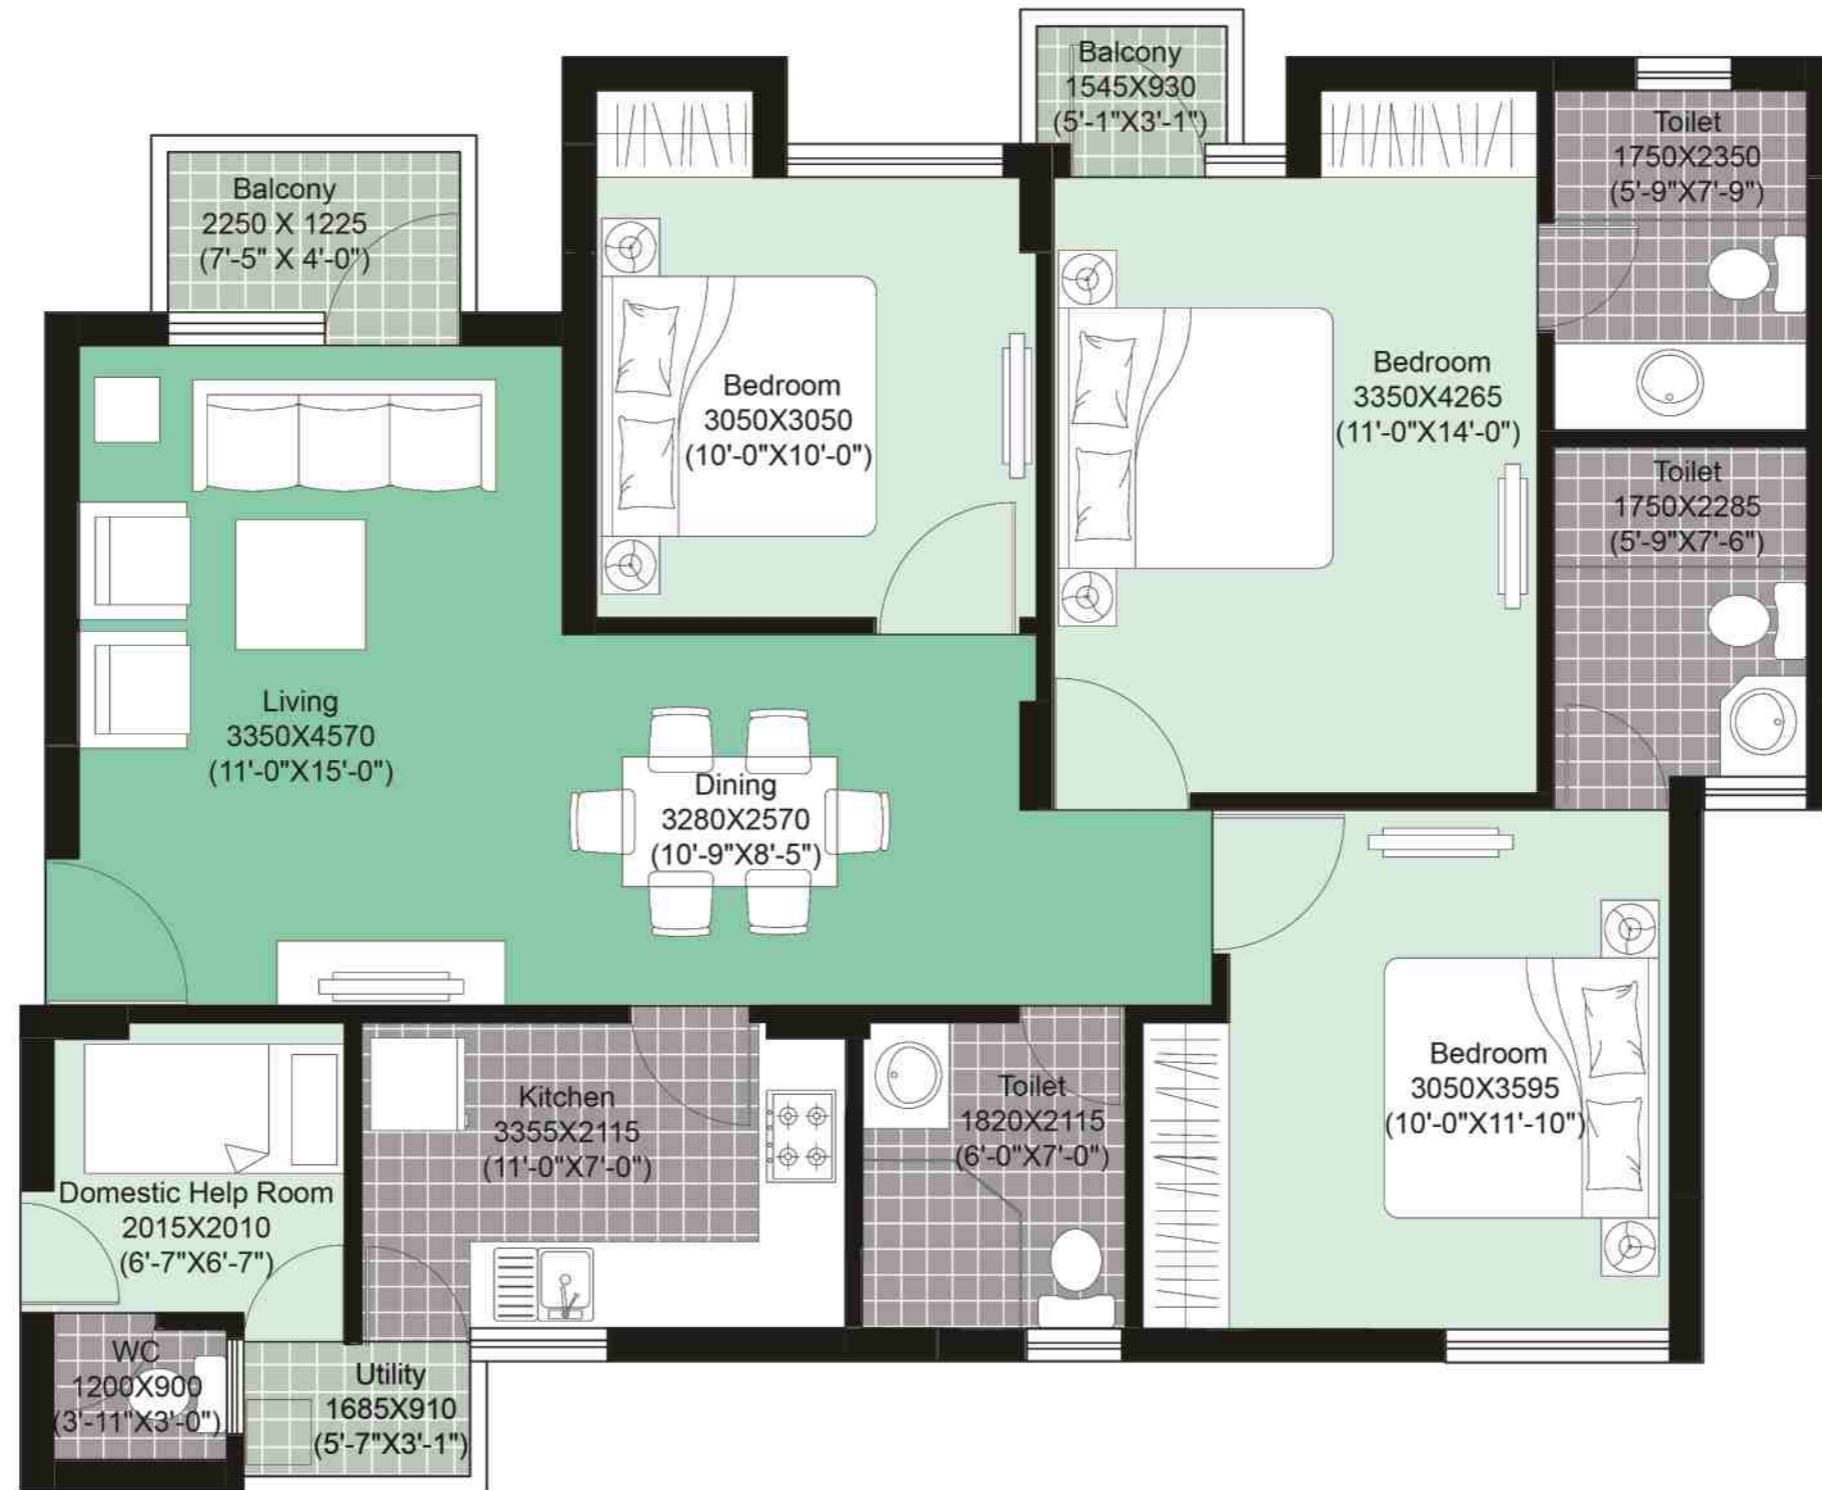 Balcony
1545X930
(5'-1"X3'-1")
Toilet
1750X2350
(5'-9"X7'-9")
Balcony
2250 X 1225
(7'-5" X 4'-0")
Bedroom
3050X3050
(10'-0"X10'-0")
Bedroom
3350X4265
(11'-0"X14'-0")
Toilet
1750X2285
(5'-9"X7'-6")
Living
3350X4570
(11'-0"X15'-0")
Dining
3280X2570
(10'-9"X8'-5")
Bedroom
3050X3595
(10'-0"X11'-10")
Kitchen
3355X2115
(11'-0"X7'-0")
Toilet
1820X2115
(6'-0"X7'-0")
Domestic Help Room
2015X2010
(6'-7"X6'-7")
WC
1200X900
(3'-11"X3'-0")
Utility
1685X910
(5'-7"X3'-1")